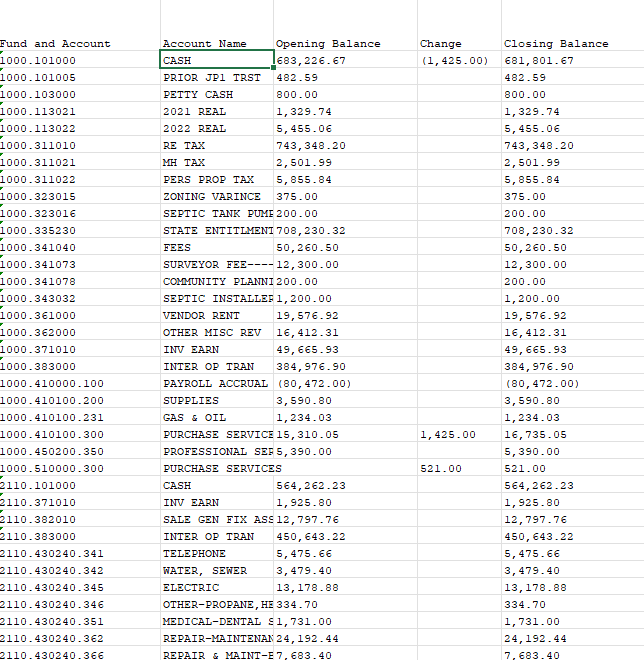 Fund and Account Account Name Opening Balance Change Closing Balance
1000.101000 CASH 683,226.67 (1,425.00) 681,801.67
1000.101005 PRIOR JP1 TRST 482.59 482.59
1000.103000 PETTY CASH 800.00 800.00
1000.113021 2021 REAL 1,329.74 1,329.74
1000.113022 2022 REAL 5,455.06 5,455.06
1000.311010 RE TAX 743,348.20 743,348.20
1000.311021 MH TAX 2,501.99 2,501.99
1000.311022 PERS PROP TAX 5,855.84 5,855.84
1000.323015 ZONING VARINCE 375.00 375.00
1000.323016 SEPTIC TANK PUMP 200.00 200.00
1000.335230 STATE ENTITLMENT 708,230.32 708,230.32
1000.341040 FEES 50,260.50 50,260.50
1000.341073 SURVEYOR FEE---- 12,300.00 12,300.00
1000.341078 COMMUNITY PLANNI 200.00 200.00
1000.343032 SEPTIC INSTALLER 1,200.00 1,200.00
1000.361000 VENDOR RENT 19,576.92 19,576.92
1000.362000 OTHER MISC REV 16,412.31 16,412.31
1000.371010 INV EARN 49,665.93 49,665.93
1000.383000 INTER OP TRAN 384,976.90 384,976.90
1000.410000.100 PAYROLL ACCRUAL (80,472.00) (80,472.00)
1000.410100.200 SUPPLIES 3,590.80 3,590.80
1000.410100.231 GAS & OIL 1,234.03 1,234.03
1000.410100.300 PURCHASE SERVICE 15,310.05 1,425.00 16,735.05
1000.450200.350 PROFESSIONAL SER 5,390.00 5,390.00
1000.510000.300 PURCHASE SERVICES 521.00 521.00
2110.101000 CASH 564,262.23 564,262.23
2110.371010 INV EARN 1,925.80 1,925.80
2110.382010 SALE GEN FIX ASS 12,797.76 12,797.76
2110.383000 INTER OP TRAN 450,643.22 450,643.22
2110.430240.341 TELEPHONE 5,475.66 5,475.66
2110.430240.342 WATER, SEWER 3,479.40 3,479.40
2110.430240.345 ELECTRIC 13,178.88 13,178.88
2110.430240.346 OTHER-PROPANE,HE 334.70 334.70
2110.430240.351 MEDICAL-DENTAL S 1,731.00 1,731.00
2110.430240.362 REPAIR-MAINTENAN 24,192.44 24,192.44
2110.430240.366 REPAIR & MAINT-E 7,683.40 7,683.40